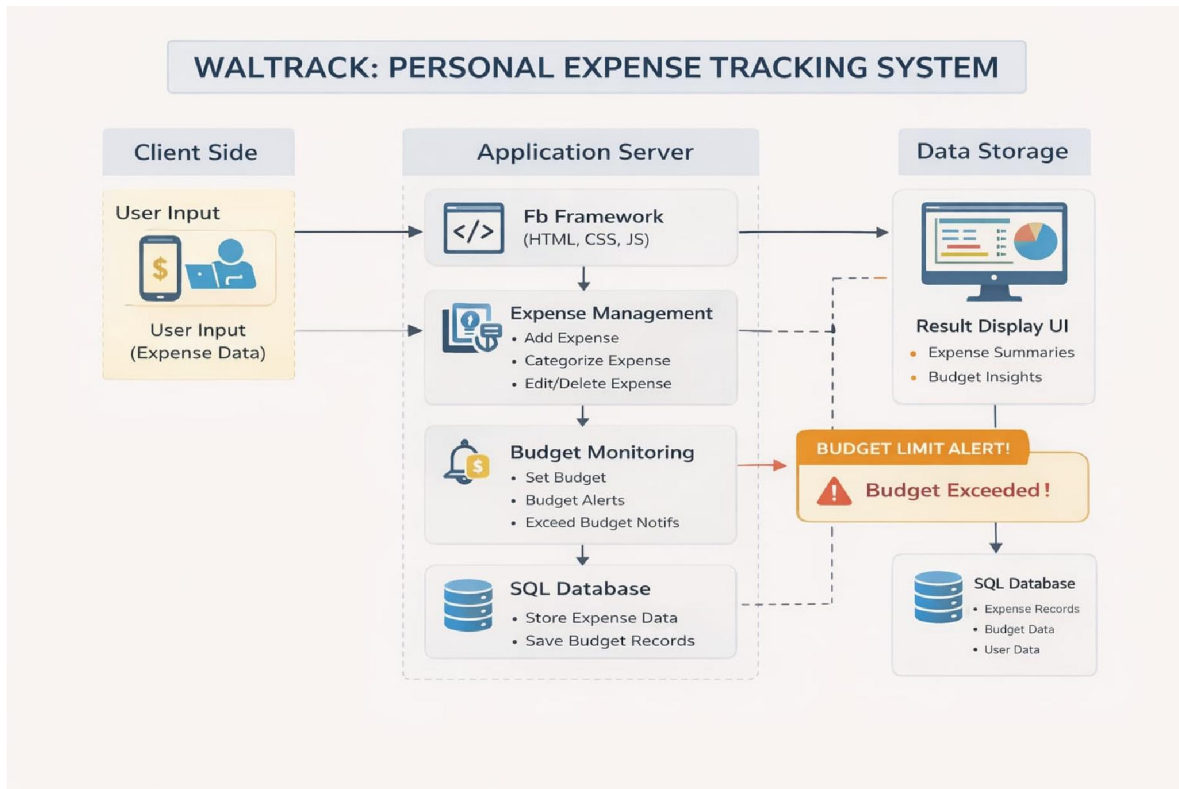 WALTRACK: PERSONAL EXPENSE TRACKING SYSTEM
Client Side
User Input
$
User Input
(Expense Data)
Application Server
</>
Fb Framework
(HTML, CSS, JS)
Expense Management
• Add Expense
• Categorize Expense
• Edit/Delete Expense
$
Budget Monitoring
• Set Budget
• Budget Alerts
• Exceed Budget Notifs
SQL Database
• Store Expense Data
• Save Budget Records
Data Storage
Result Display UI
• Expense Summaries
• Budget Insights
BUDGET LIMIT ALERT!
Budget Exceeded!
SQL Database
• Expense Records
• Budget Data
• User Data